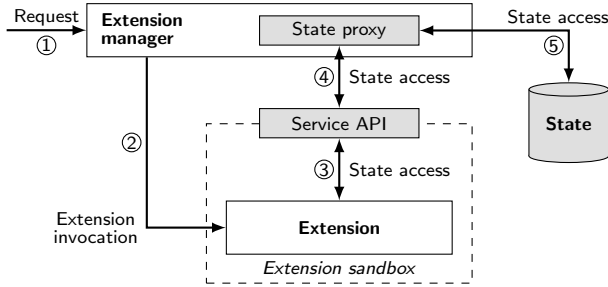 Request
①
Extension
manager
State proxy
State access
⑤
④
State access
②
Service API
State
③
State access
Extension
invocation
Extension
Extension sandbox